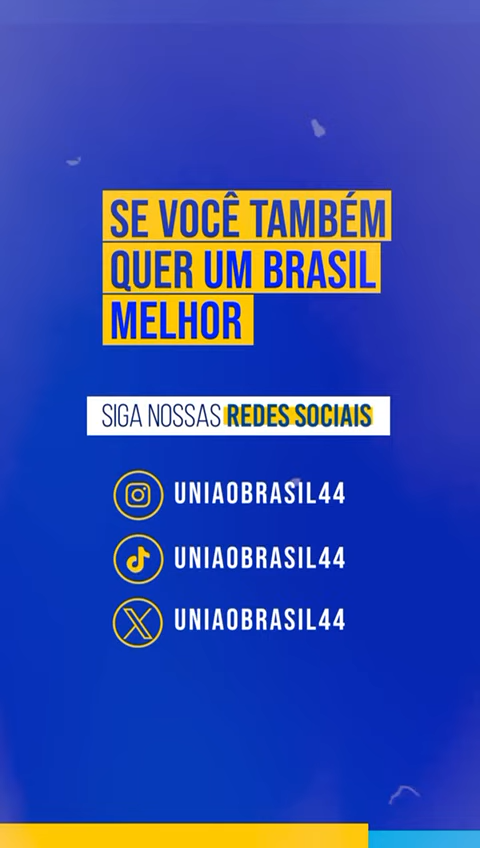 SE VOCÊ TAMBÉM
QUER UM BRASIL
MELHOR
SIGA NOSSAS REDES SOCIAIS
UNIAOBRASIL44
UNIAOBRASIL44
UNIAOBRASIL44